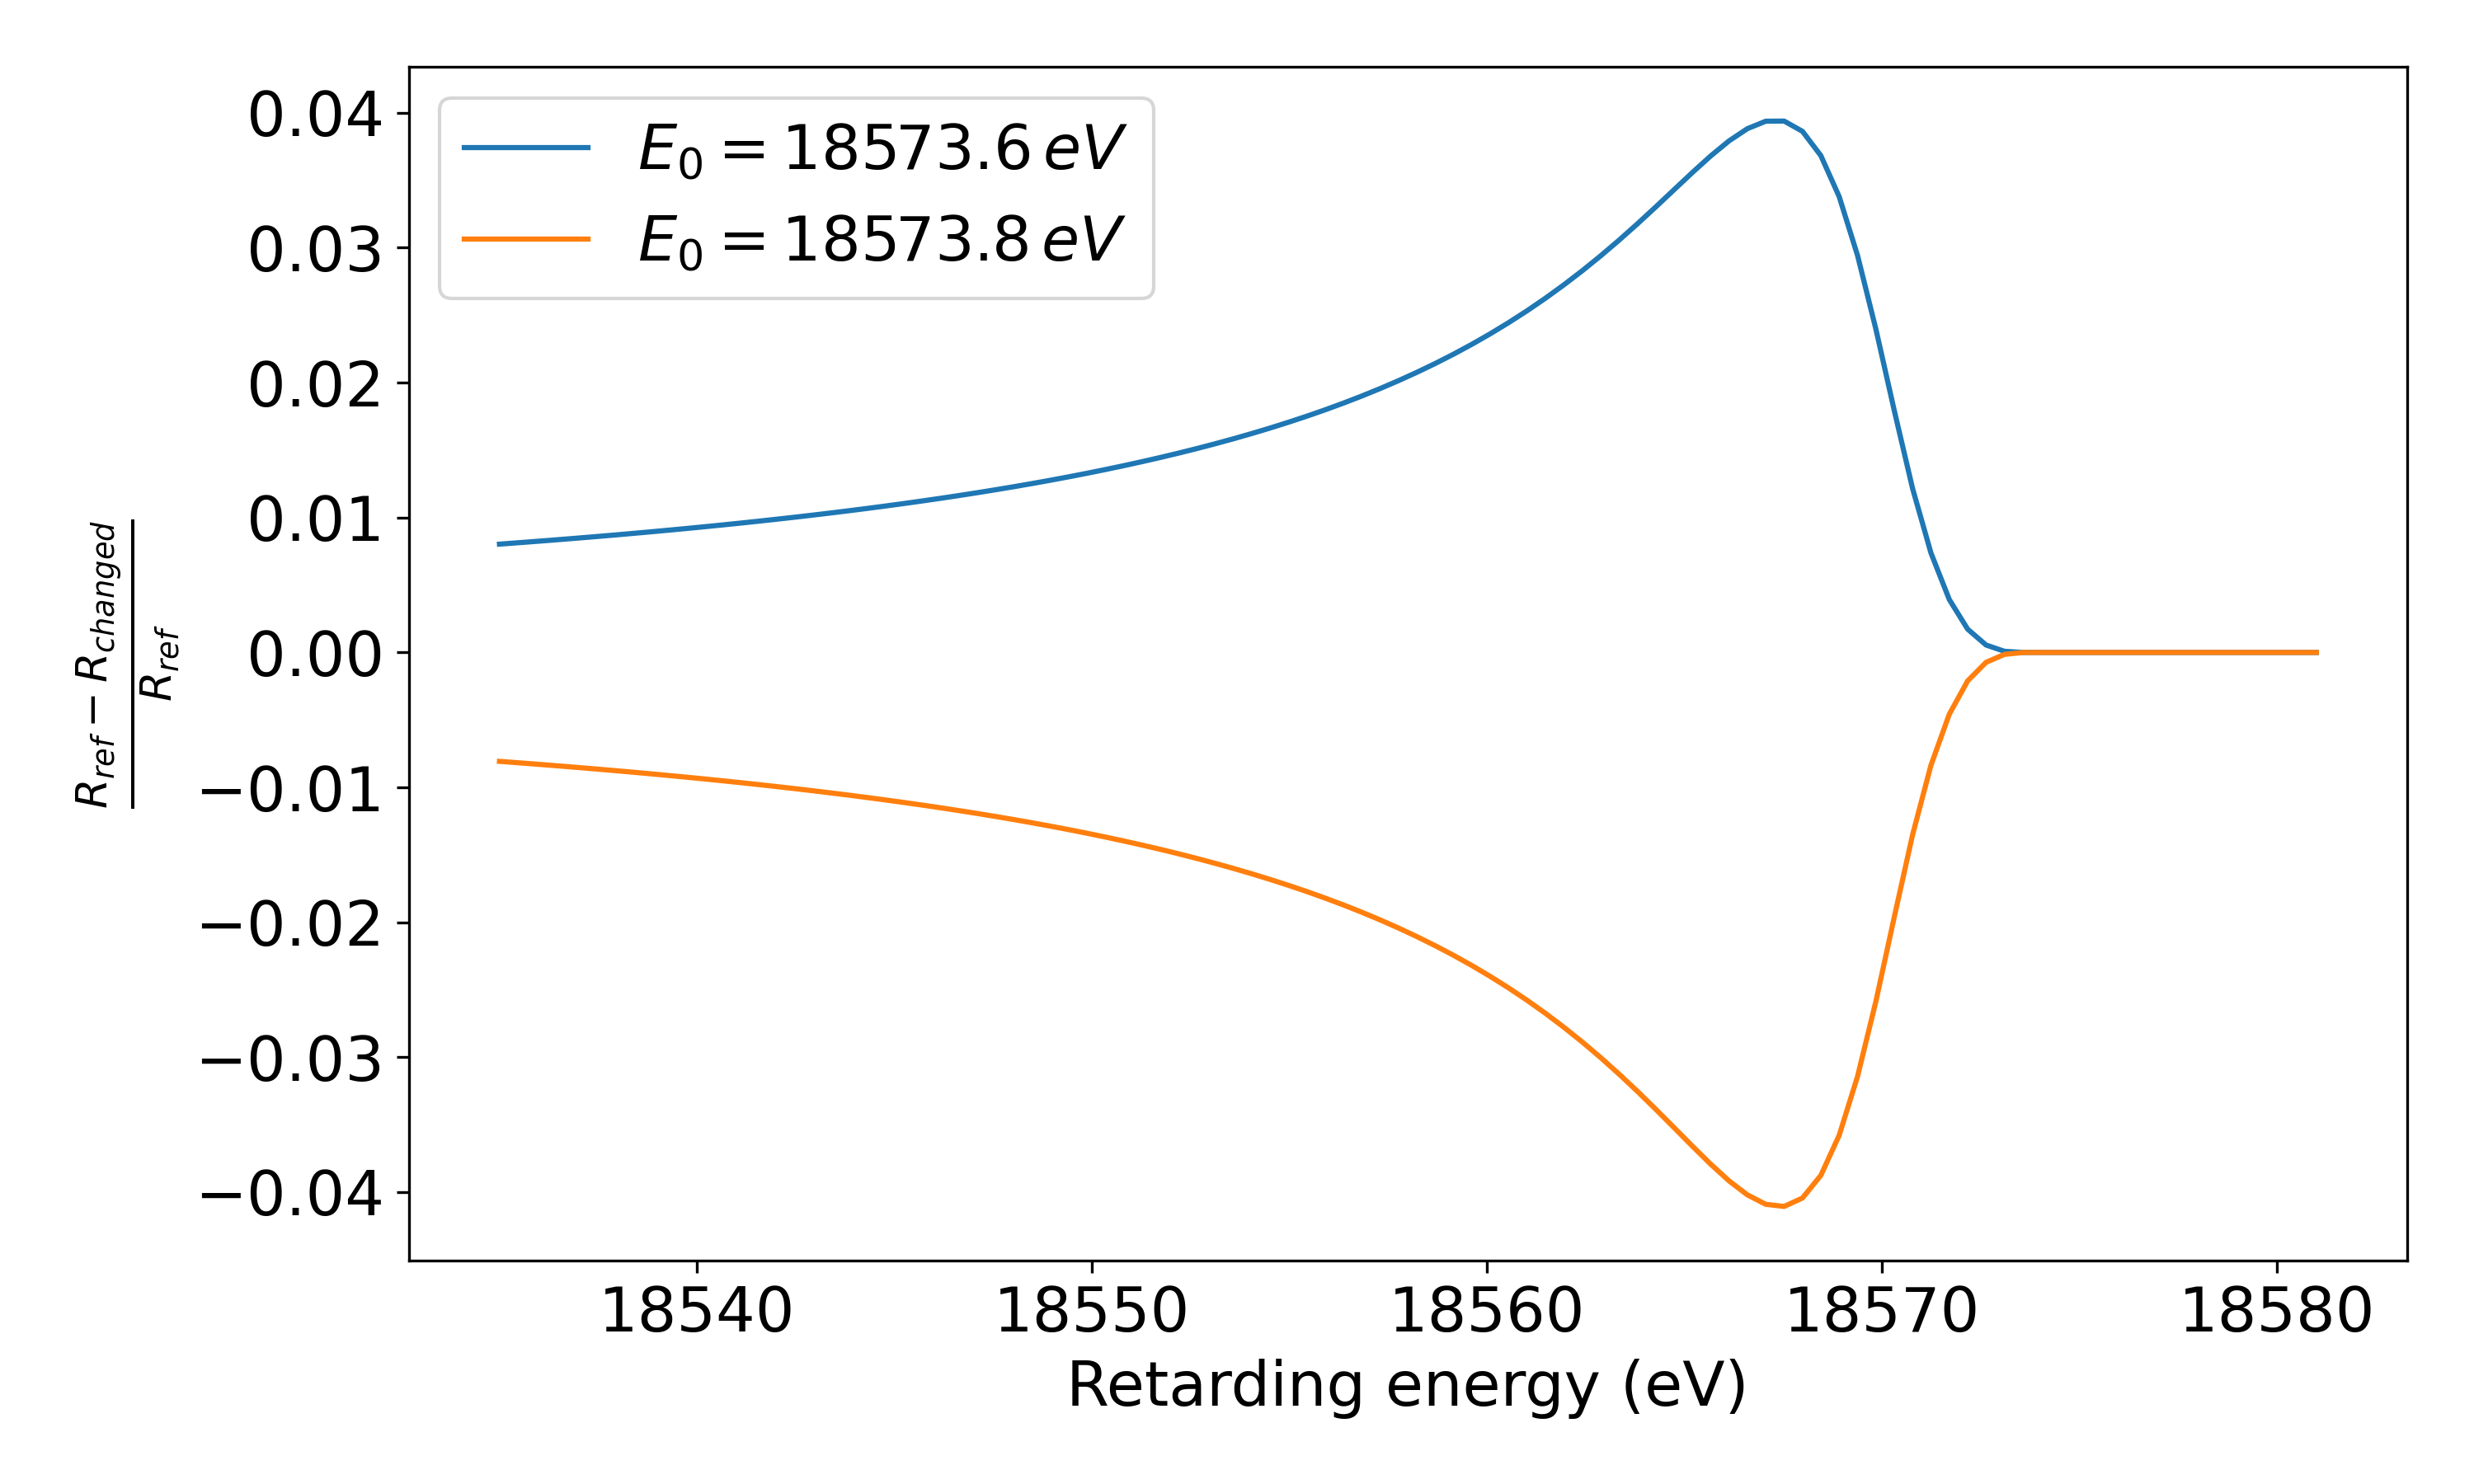 0.04
0.03
0.02
0.01
0.00
−0.01
−0.02
−0.03
−0.04
R_ref − R_changed
R_ref
E_0 = 18573.6 eV
E_0 = 18573.8 eV
18540 18550 18560 18570 18580
Retarding energy (eV)